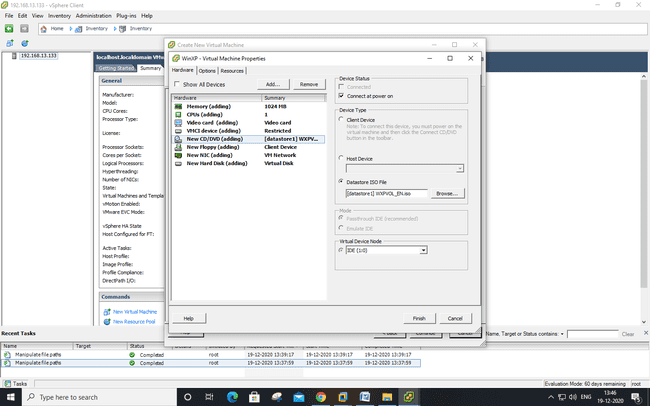 192.168.13.133 - vSphere Client
File Edit View Inventory Administration Plug-ins Help
Home Inventory Inventory
192.168.13.133
localhost.localdomain VMw
Getting Started Summary
General
Manufacturer:
Model:
CPU Cores:
Processor Type:
License:
Processor Sockets:
Cores per Socket:
Logical Processors:
Hyperthreading:
Number of NICs:
State:
Virtual Machines and Templa
vMotion Enabled:
VMware EVC Mode:
vSphere HA State
Host Configured for FT:
Active Tasks:
Host Profile:
Image Profile:
Profile Compliance:
DirectPath I/O:
Commands
New Virtual Machine
New Resource Pool
Create New Virtual Machine
WinXP - Virtual Machine Properties
Hardware Options Resources
Show All Devices Add... Remove
Hardware Summary
Memory (adding) 1024 MB
CPUs (adding) 1
Video card (adding) Video card
VMCI device (adding) Restricted
New CD/DVD (adding) [datastore1] WXPV...
New Floppy (adding) Client Device
New NIC (adding) VM Network
New Hard Disk (adding) Virtual Disk
Device Status
Connected
Connect at power on
Device Type
Client Device
Note: To connect this device, you must power on the
virtual machine and then click the Connect CD/DVD
button in the toolbar.
Host Device
Datastore ISO File
[datastore1] WXPVOL_EN.iso Browse...
Mode
Passthrough IDE (recommended)
Emulate IDE
Virtual Device Node
IDE (1:0)
Help Finish Cancel
Recent Tasks
Name, Target or Status contains: Clear
Name Target Status
Manipulate file paths Completed root 19-12-2020 13:39:17 19-12-2020 13:39:17 19-12-2020 13:39:17
Manipulate file paths Completed root 19-12-2020 13:37:59 19-12-2020 13:37:59 19-12-2020 13:37:59
Tasks Evaluation Mode: 60 days remaining root
Type here to search
ENG
13:46
19-12-2020